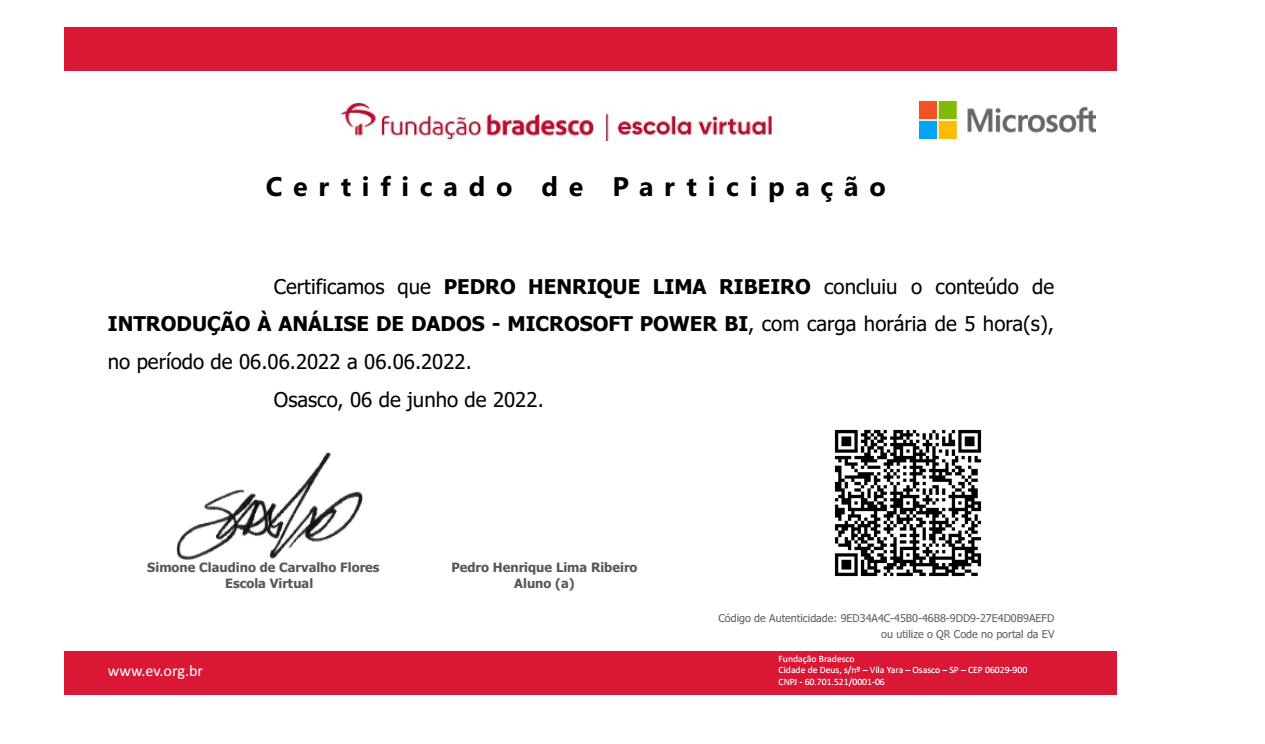 fundação bradesco | escola virtual
Microsoft
Certificado de Participação
Certificamos que PEDRO HENRIQUE LIMA RIBEIRO concluiu o conteúdo de
INTRODUÇÃO À ANÁLISE DE DADOS - MICROSOFT POWER BI, com carga horária de 5 hora(s),
no período de 06.06.2022 a 06.06.2022.
Osasco, 06 de junho de 2022.
Simone Claudino de Carvalho Flores
Escola Virtual
Pedro Henrique Lima Ribeiro
Aluno (a)
Código de Autenticidade: 9ED34A4C-45B0-46B8-9DD9-27E4D0B9AEFD
ou utilize o QR Code no portal da EV
www.ev.org.br
Fundação Bradesco
Cidade de Deus, s/nº – Vila Yara – Osasco – SP – CEP 06029-900
CNPJ - 60.701.521/0001-06